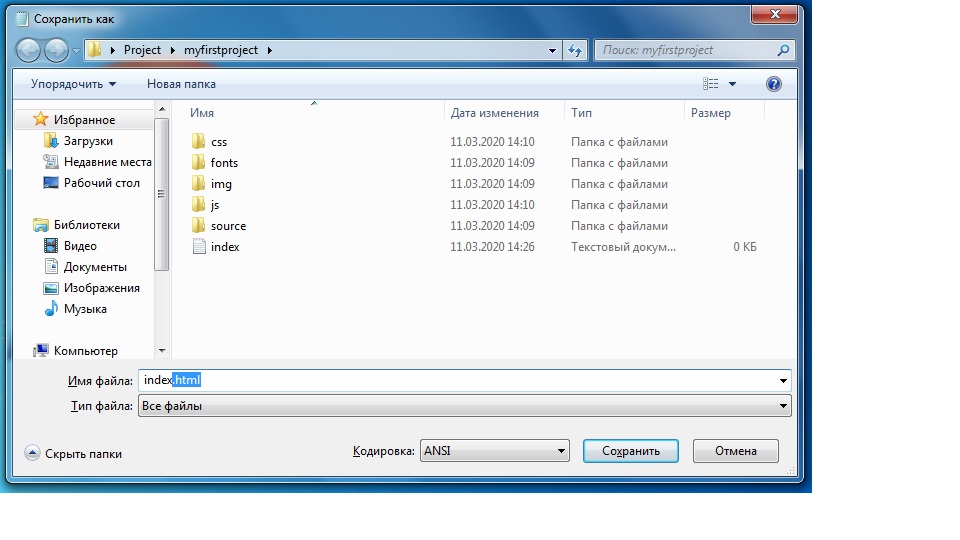 Сохранить как
Project myfirstproject Поиск: myfirstproject
Упорядочить Новая папка
Имя Дата изменения Тип Размер
Избранное
Загрузки
Недавние места
Рабочий стол
Библиотеки
Видео
Документы
Изображения
Музыка
Компьютер
css 11.03.2020 14:10 Папка с файлами
fonts 11.03.2020 14:09 Папка с файлами
img 11.03.2020 14:09 Папка с файлами
js 11.03.2020 14:10 Папка с файлами
source 11.03.2020 14:09 Папка с файлами
index 11.03.2020 14:26 Текстовый докум... 0 КБ
Имя файла: index.html
Тип файла: Все файлы
Скрыть папки Кодировка: ANSI Сохранить Отмена